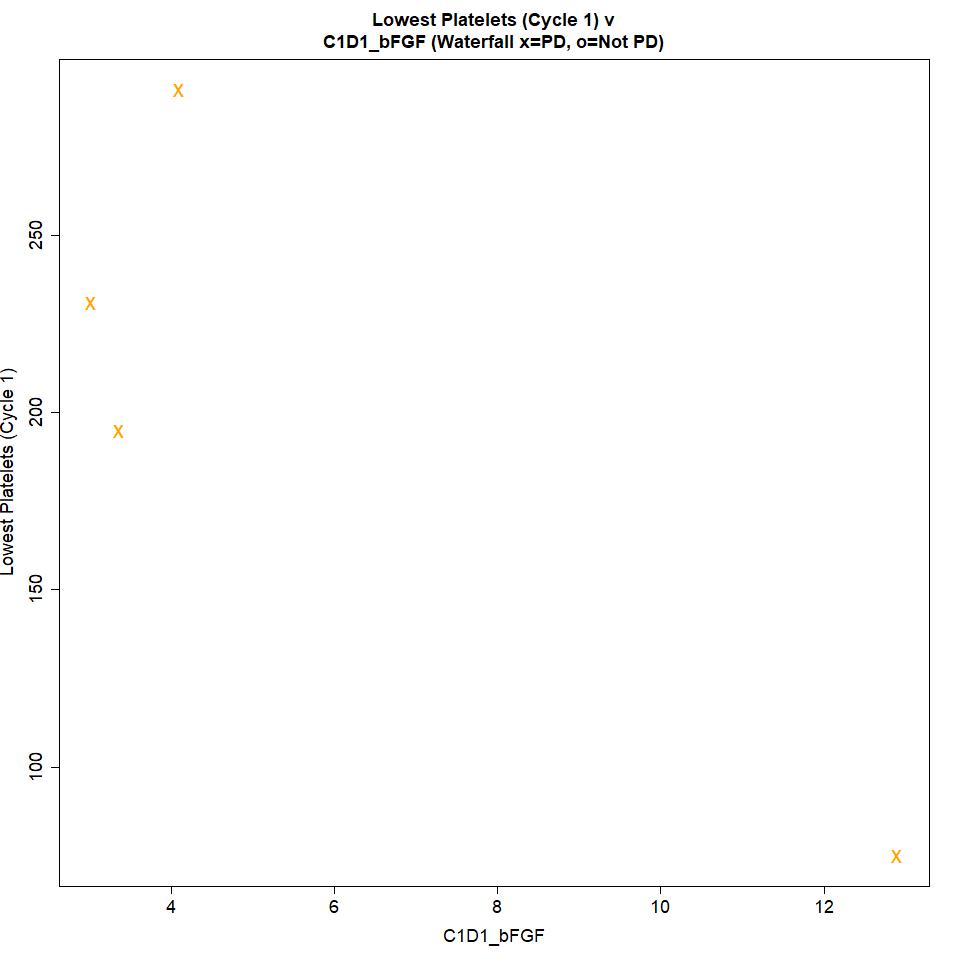 Lowest Platelets (Cycle 1) v
C1D1_bFGF (Waterfall x=PD, o=Not PD)
Lowest Platelets (Cycle 1)
250
200
150
100
X
X
X
X
4
6
8
10
12
C1D1_bFGF